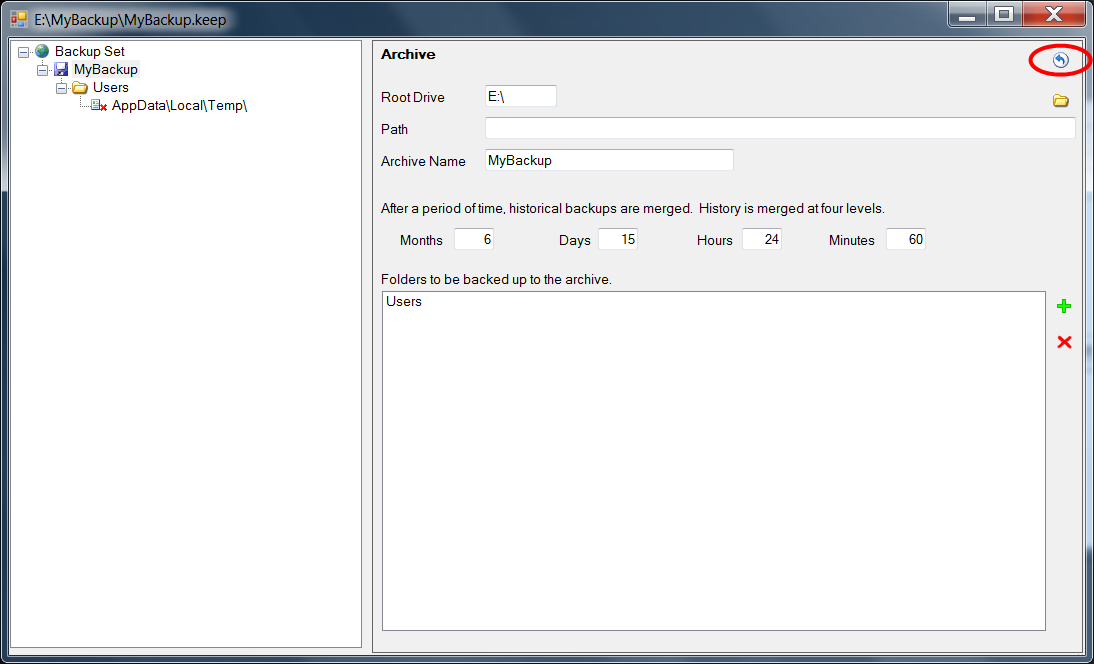 E:\MyBackup\MyBackup.keep
Backup Set
MyBackup
Users
AppData\Local\Temp\
Archive
Root Drive E:\
Path
Archive Name MyBackup
After a period of time, historical backups are merged.  History is merged at four levels.
Months 6 Days 15 Hours 24 Minutes 60
Folders to be backed up to the archive.
Users